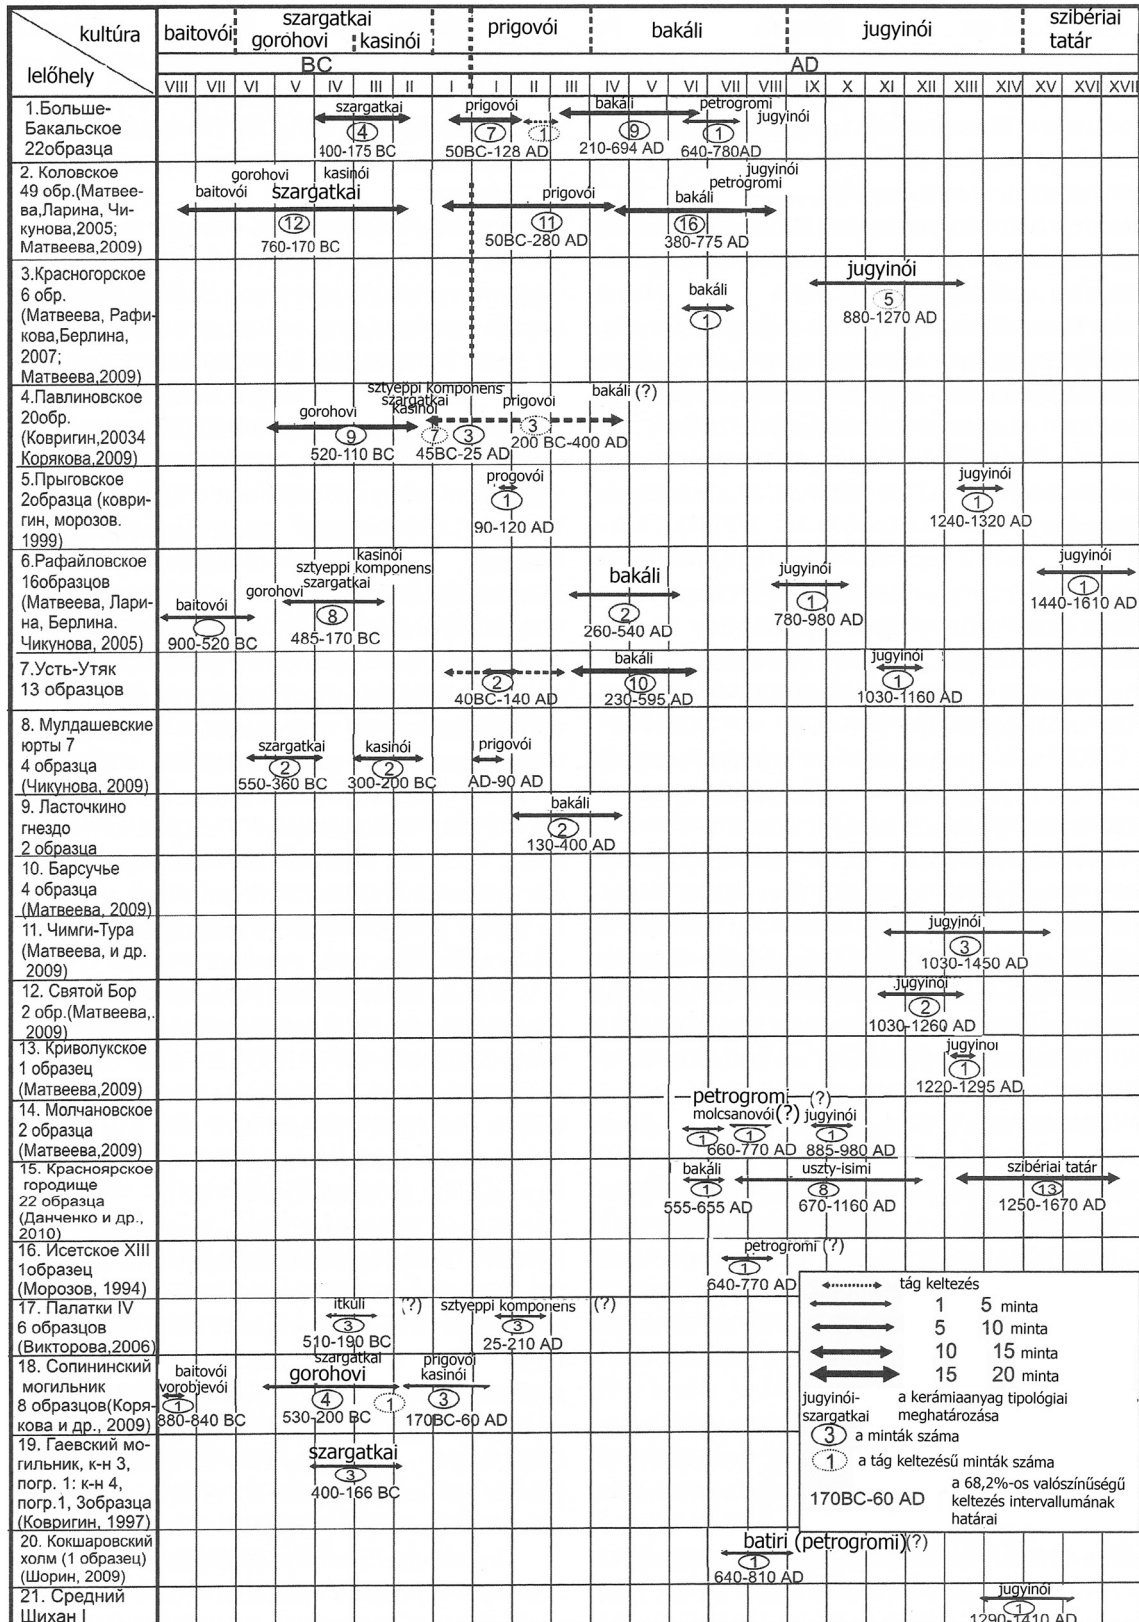 kultúra
lelőhely
baitovói
szargatkai
gorohovi
kasinói
prigovói
bakáli
jugyinói
szibériai
tatár
BC
AD
VIII VII VI V IV III II I I II III IV V VI VII VIII IX X XI XII XIII XIV XV XVI XVII
1.Больше-
Бакальское
22образца
szargatkai
4
400-175 BC
prigovói
7
50BC-128 AD
1
bakáli
9
210-694 AD
petrogromi
jugyinói
1
640-780AD
2. Коловское
49 обр.(Матвее-
ва,Ларина, Чи-
кунова,2005;
Матвеева,2009)
gorohovi
kasinói
baitovói
szargatkai
12
760-170 BC
prigovói
11
50BC-280 AD
jugyinói
petrogromi
bakáli
16
380-775 AD
3.Красногорское
6 обр.
(Матвеева, Рафи-
кова,Берлина,
2007;
Матвеева,2009)
bakáli
1
jugyinói
5
880-1270 AD
4.Павлиновское
20обр.
(Ковригин,20034
Корякова,2009)
sztyeppi komponens
szargatkai
kasinói
gorohovi
9
520-110 BC
7
3
45BC-25 AD
prigovói
3
200 BC-400 AD
bakáli (?)
5.Прыговское
2образца (коври-
гин, морозов.
1999)
progovói
1
90-120 AD
jugyinói
1
1240-1320 AD
6.Рафайловское
16образцов
(Матвеева, Лари-
на, Берлина.
Чикунова, 2005)
baitovói
900-520 BC
kasinói
sztyeppi komponens
szargatkai
gorohovi
8
485-170 BC
bakáli
2
260-540 AD
jugyinói
1
780-980 AD
jugyinói
1
1440-1610 AD
7.Усть-Утяк
13 образцов
2
40BC-140 AD
bakáli
10
230-595 AD
jugyinói
1
1030-1160 AD
8. Мулдашевские
юрты 7
4 образца
(Чикунова, 2009)
szargatkai
2
550-360 BC
kasinói
2
300-200 BC
prigovói
AD-90 AD
9. Ласточкино
гнездо
2 образца
bakáli
2
130-400 AD
10. Барсучье
4 образца
(Матвеева, 2009)
11. Чимги-Тура
(Матвеева, и др.
2009)
jugyinói
3
1030-1450 AD
12. Святой Бор
2 обр.(Матвеева,.
2009)
jugyinói
2
1030-1260 AD
13. Криволукское
1 образец
(Матвеева,2009)
jugyinói
1
1220-1295 AD
14. Молчановское
2 образца
(Матвеева,2009)
petrogromi (?)
molcsanovói (?)
1
1
660-770 AD
jugyinói
1
885-980 AD
15. Красноярское
городище
22 образца
(Данченко и др.,
2010)
bakáli
1
555-655 AD
uszty-isimi
8
670-1160 AD
szibériai tatár
13
1250-1670 AD
16. Исетское XIII
1образец
(Морозов, 1994)
petrogromi (?)
1
640-770 AD
17. Палатки IV
6 образцов
(Викторова,2006)
itkuli (?)
3
510-190 BC
sztyeppi komponens (?)
3
25-210 AD
18. Сопининский
могильник
8 образцов(Коря-
кова и др., 2009)
baitovói
vorobjevói
1
880-840 BC
szargatkai
gorohovi
4
530-200 BC
1
prigovói
kasinói
3
170BC-60 AD
19. Гаевский мо-
гильник, к-н 3,
погр. 1: к-н 4,
погр.1, 3образца
(Ковригин, 1997)
szargatkai
3
400-166 BC
20. Кокшаровский
холм (1 образец)
(Шорин, 2009)
batiri (petrogromi)(?)
1
640-810 AD
21. Средний
Шихан I
jugyinói
1
1290-1410 AD
tág keltezés
1 5 minta
5 10 minta
10 15 minta
15 20 minta
jugyinói-
szargatkai
a kerámiaanyag tipológiai
meghatározása
3 a minták száma
1 a tág keltezésű minták száma
170BC-60 AD
a 68,2%-os valószínűségű
keltezés intervallumának
határai